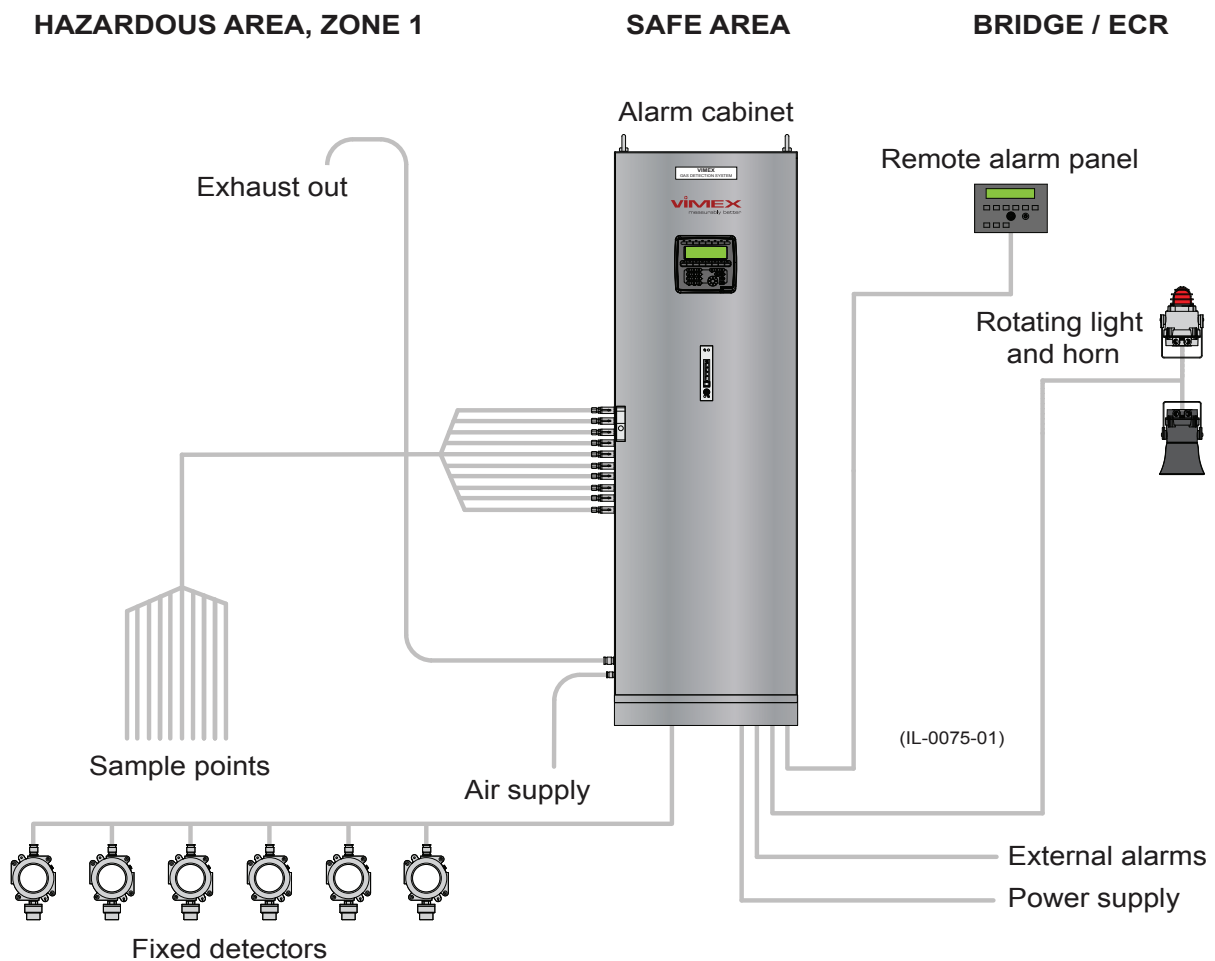 HAZARDOUS AREA, ZONE 1
SAFE AREA
BRIDGE / ECR
Alarm cabinet
Exhaust out
VIMEX
GAS DETECTION SYSTEM
VIMEX
measurably better
Remote alarm panel
Rotating light
and horn
(IL-0075-01)
Sample points
Air supply
External alarms
Power supply
Fixed detectors